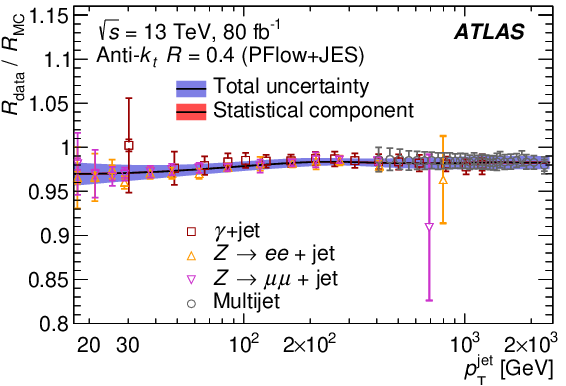 √s = 13 TeV, 80 fb⁻¹ ATLAS
Anti-kₜ R = 0.4 (PFlow+JES)
Total uncertainty
Statistical component
R_data / R_MC
1.15
1.1
1.05
1
0.95
0.9
0.85
0.8
γ+jet
Z → ee + jet
Z → μμ + jet
Multijet
20 30 10² 2×10² 10³ 2×10³
p_T^jet [GeV]